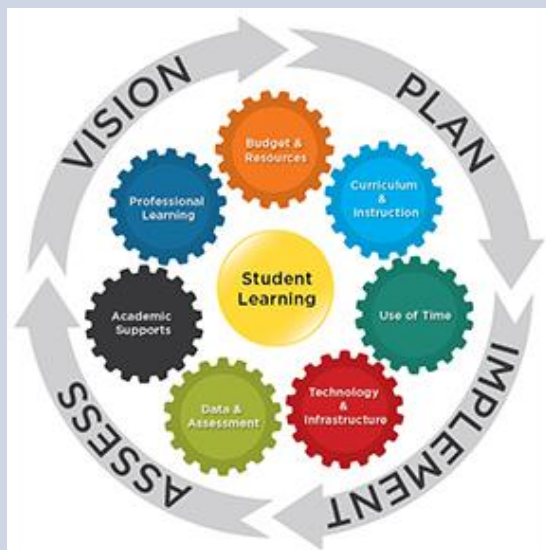 VISION
PLAN
IMPLEMENT
ASSESS
Budget &
Resources
Curriculum
&
Instruction
Use of Time
Technology
&
Infrastructure
Data &
Assessment
Academic
Supports
Professional
Learning
Student
Learning